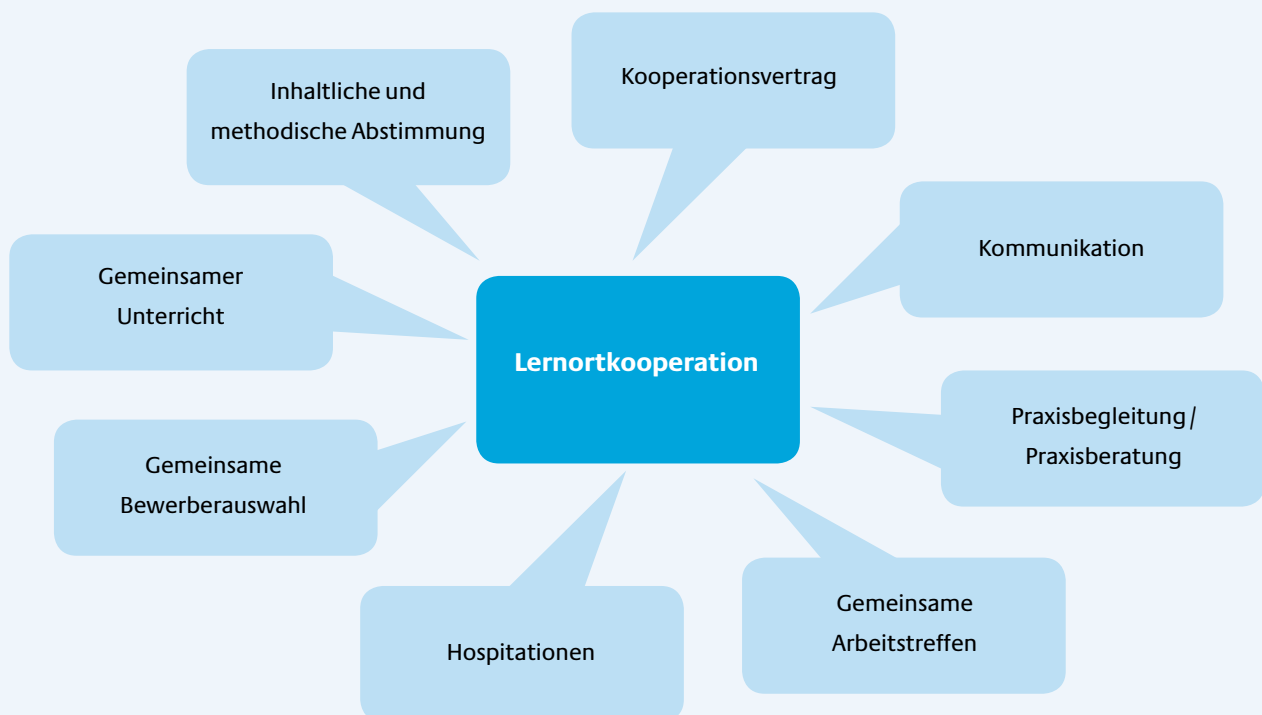 Inhaltliche und
methodische Abstimmung
Kooperationsvertrag
Kommunikation
Gemeinsamer
Unterricht
Lernortkooperation
Praxisbegleitung /
Praxisberatung
Gemeinsame
Bewerberauswahl
Hospitationen
Gemeinsame
Arbeitstreffen